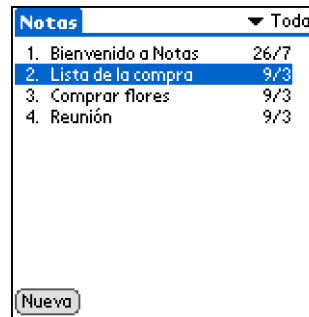 Notas Toda
1. Bienvenido a Notas 26/7
2. Lista de la compra 9/3
3. Comprar flores 9/3
4. Reunión 9/3
Nueva